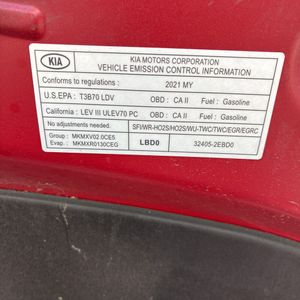 KIA KIA MOTORS CORPORATION
VEHICLE EMISSION CONTROL INFORMATION
Conforms to regulations : 2021 MY
U.S.EPA : T3B70 LDV OBD : CA II Fuel : Gasoline
California : LEV III ULEV70 PC OBD : CA II Fuel : Gasoline
No adjustments needed. SFI/WR-HO2S/HO2S/WU-TWC/TWC/EGR/EGRC
Group : MKMXV02.0CE5
Evap. : MKMXR0130CEG LBD0 32405-2EBD0